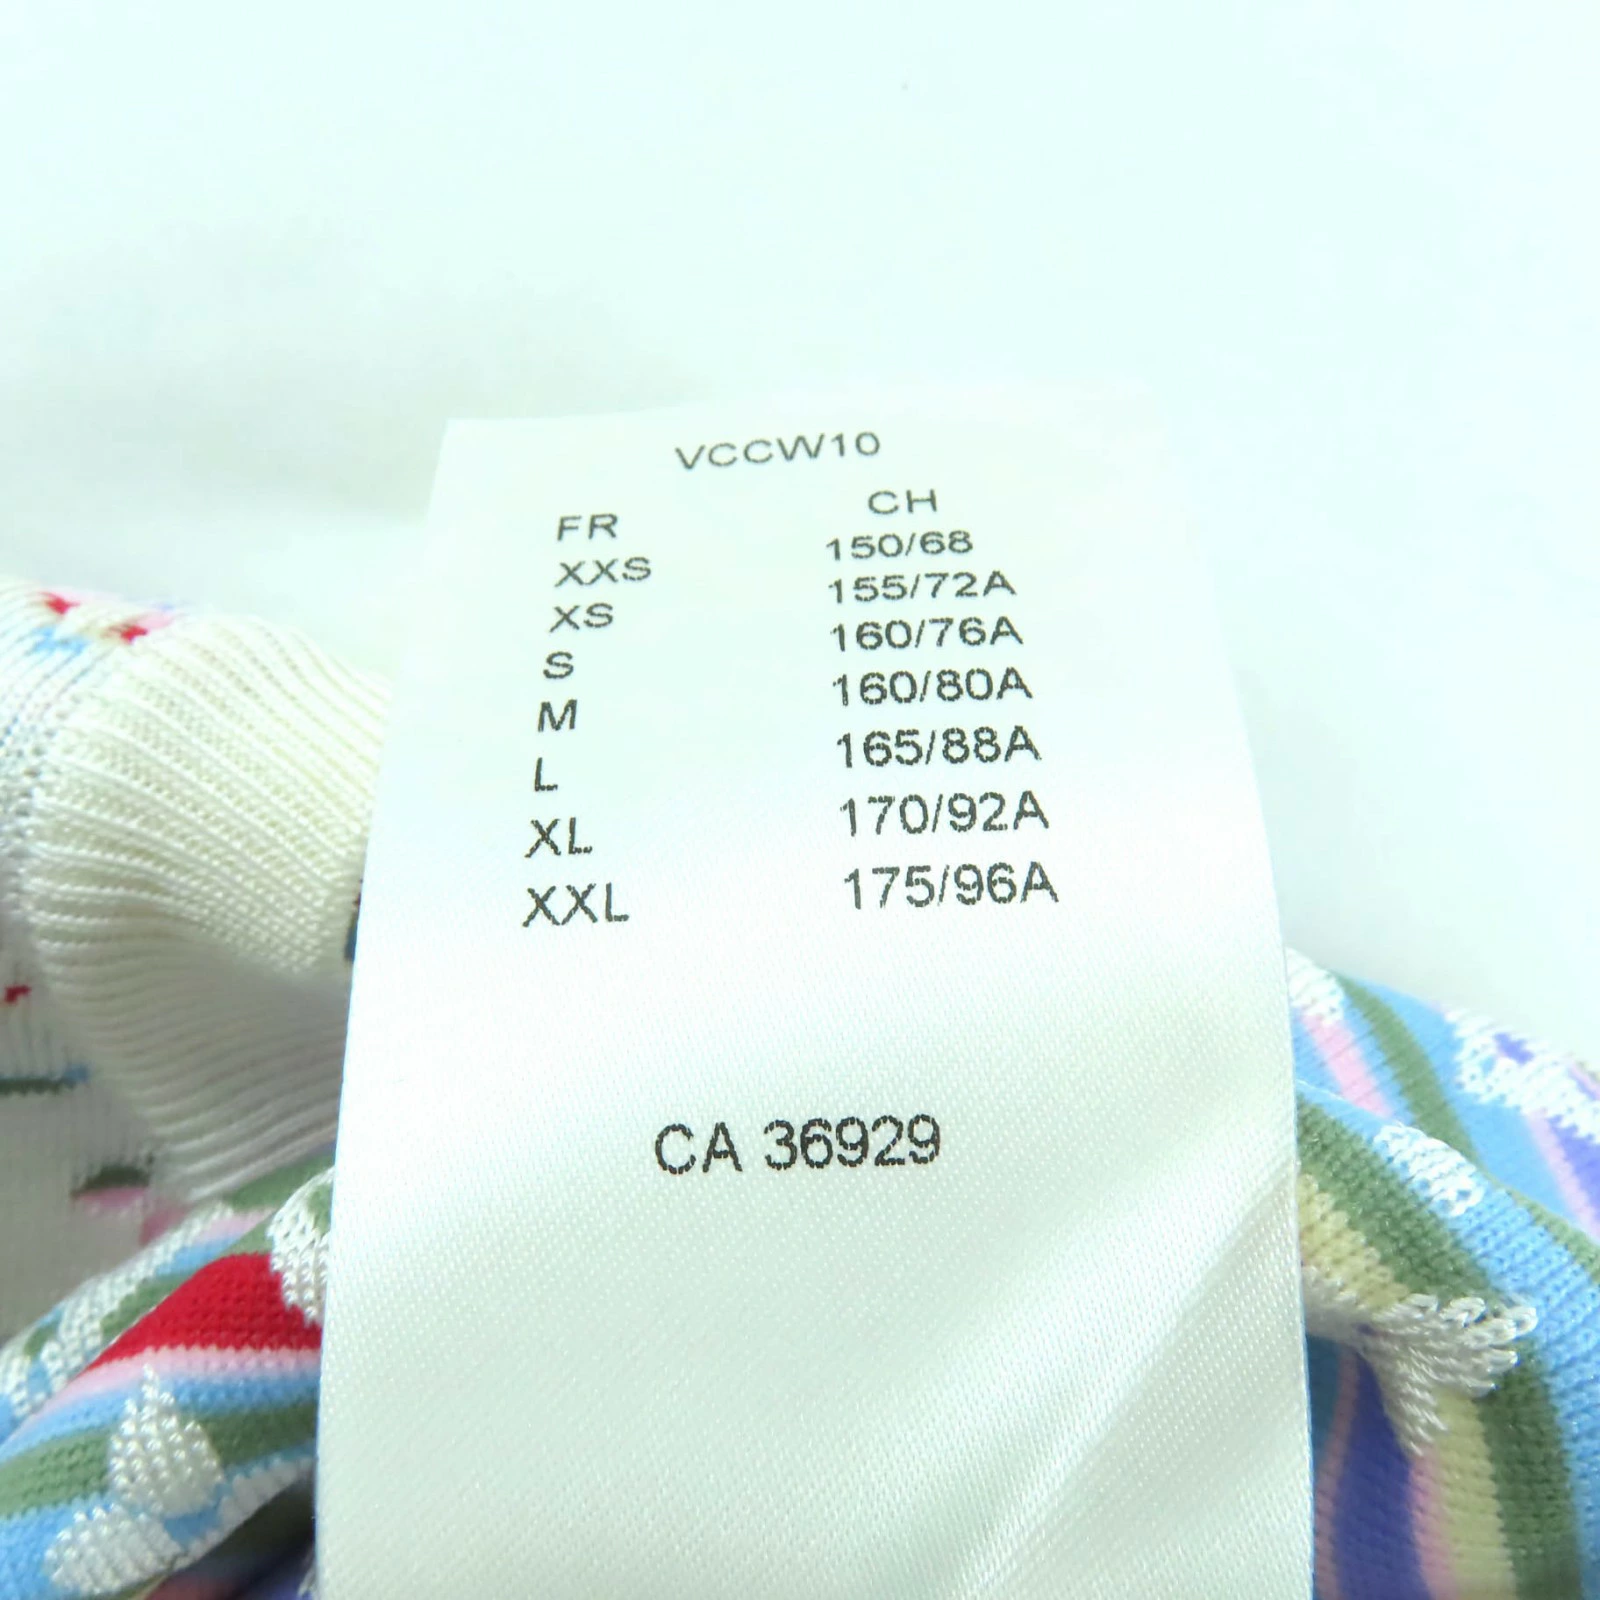 VCCW10
FR CH
XXS 150/68
XS 155/72A
S 160/76A
M 160/80A
L 165/88A
XL 170/92A
XXL 175/96A
CA 36929